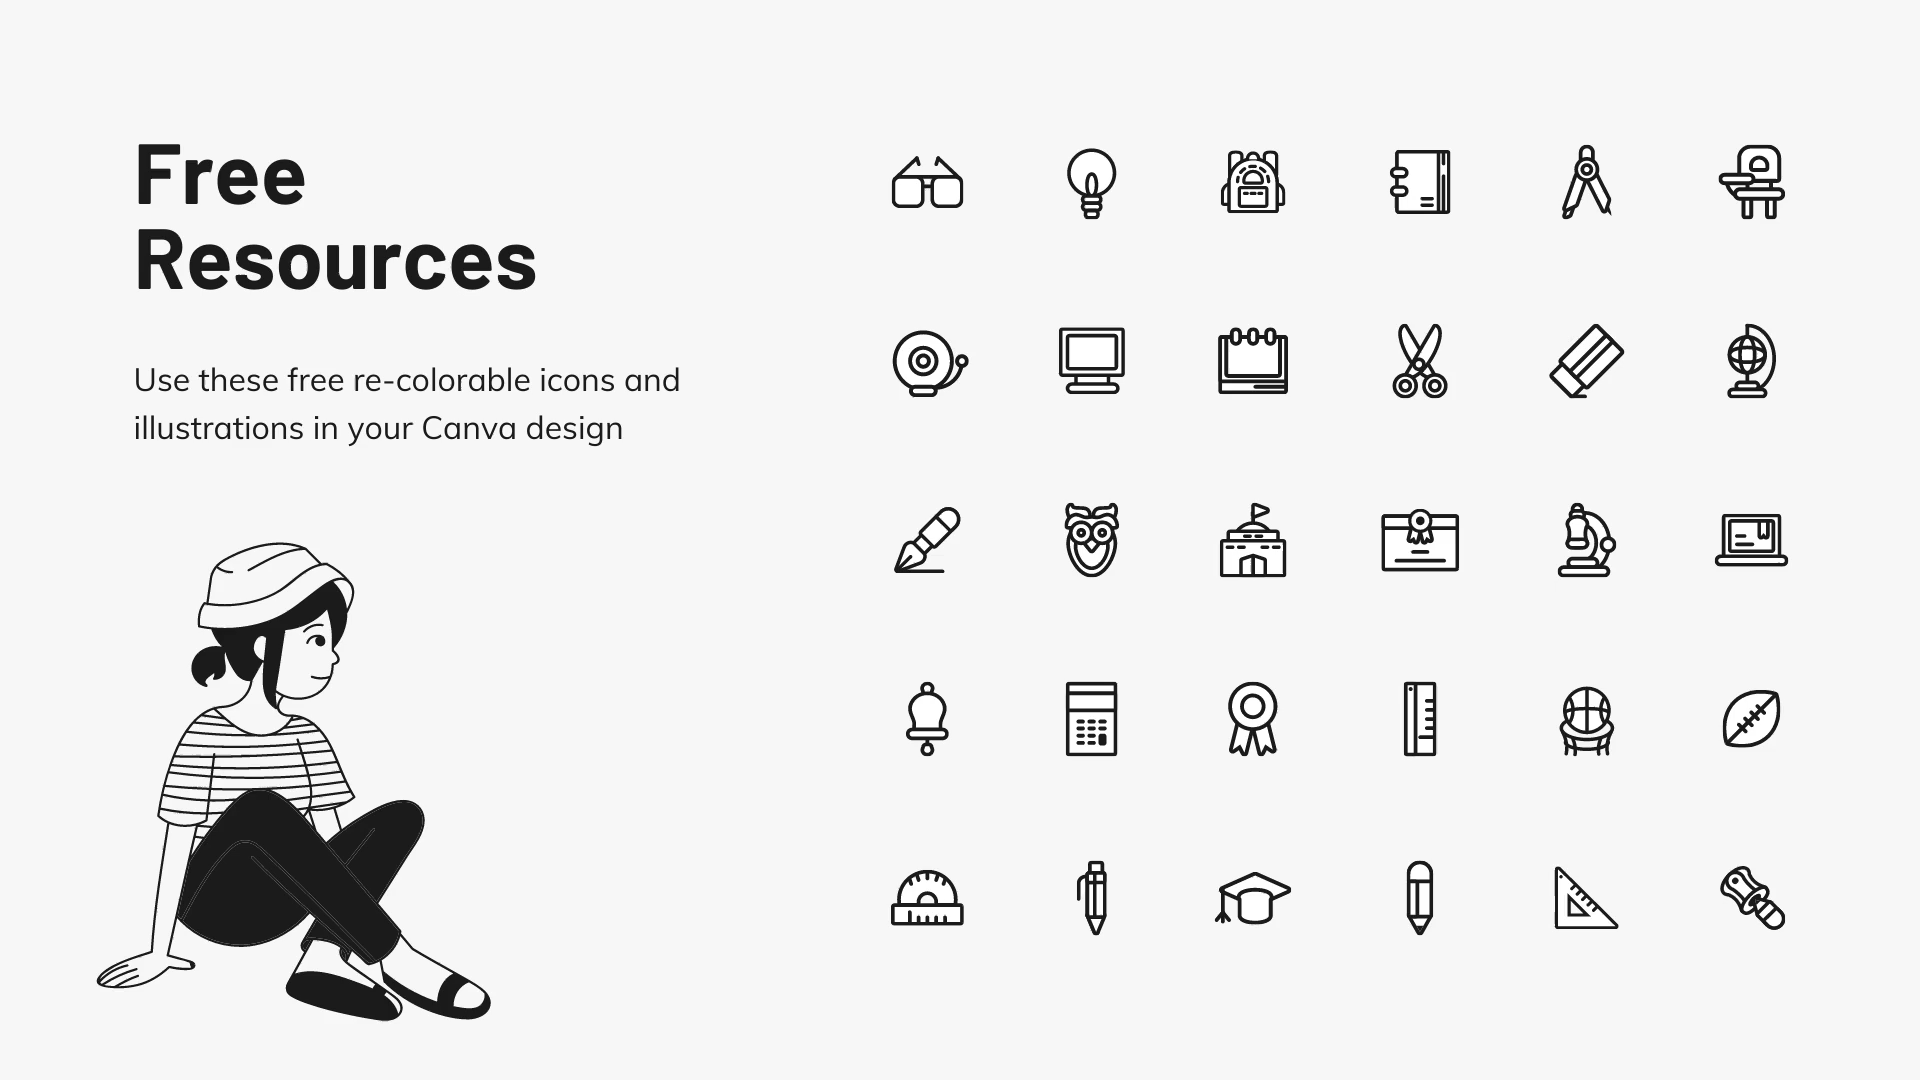 Free
Resources
Use these free re-colorable icons and
illustrations in your Canva design